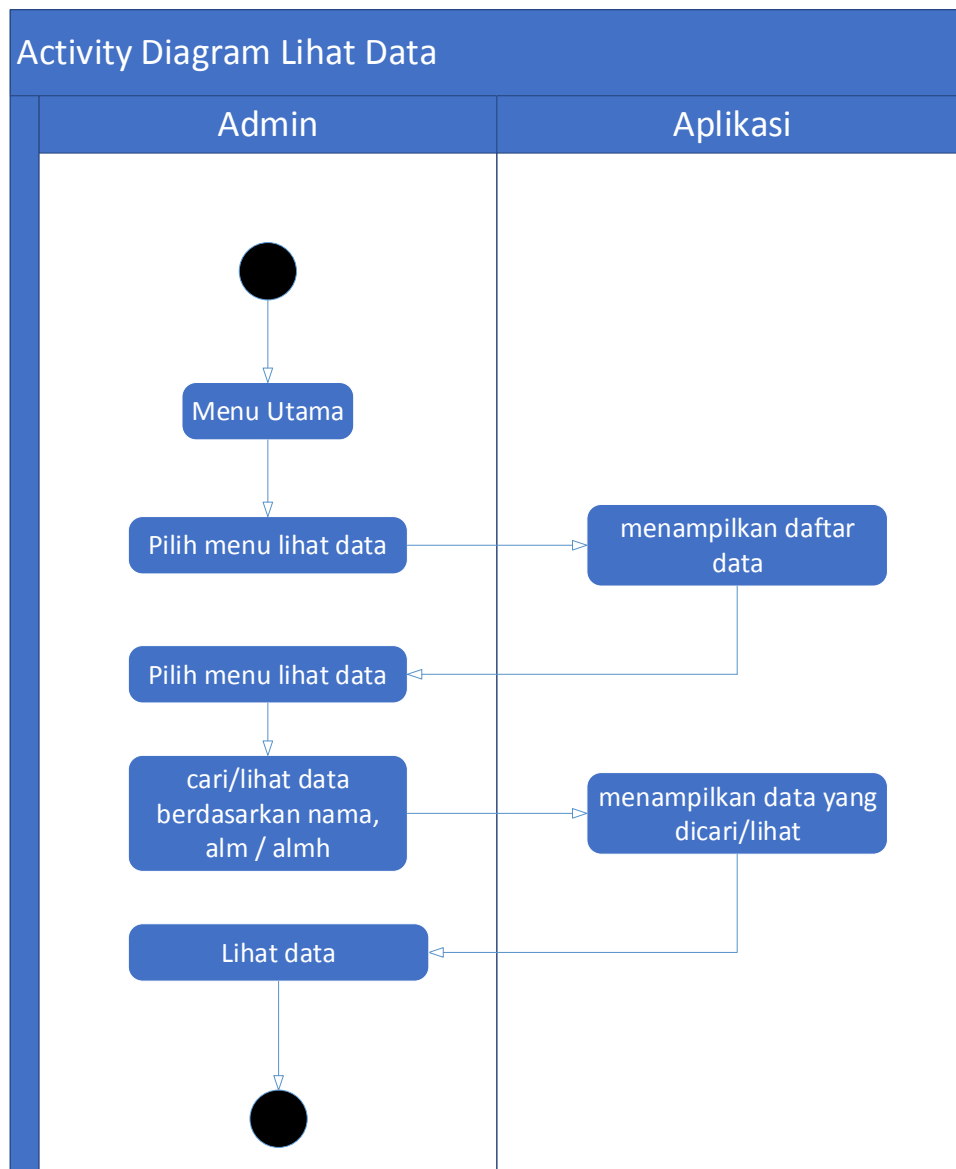 Activity Diagram Lihat Data
Admin
Aplikasi
Menu Utama
Pilih menu lihat data
menampilkan daftar
data
Pilih menu lihat data
cari/lihat data
berdasarkan nama,
alm / almh
menampilkan data yang
dicari/lihat
Lihat data